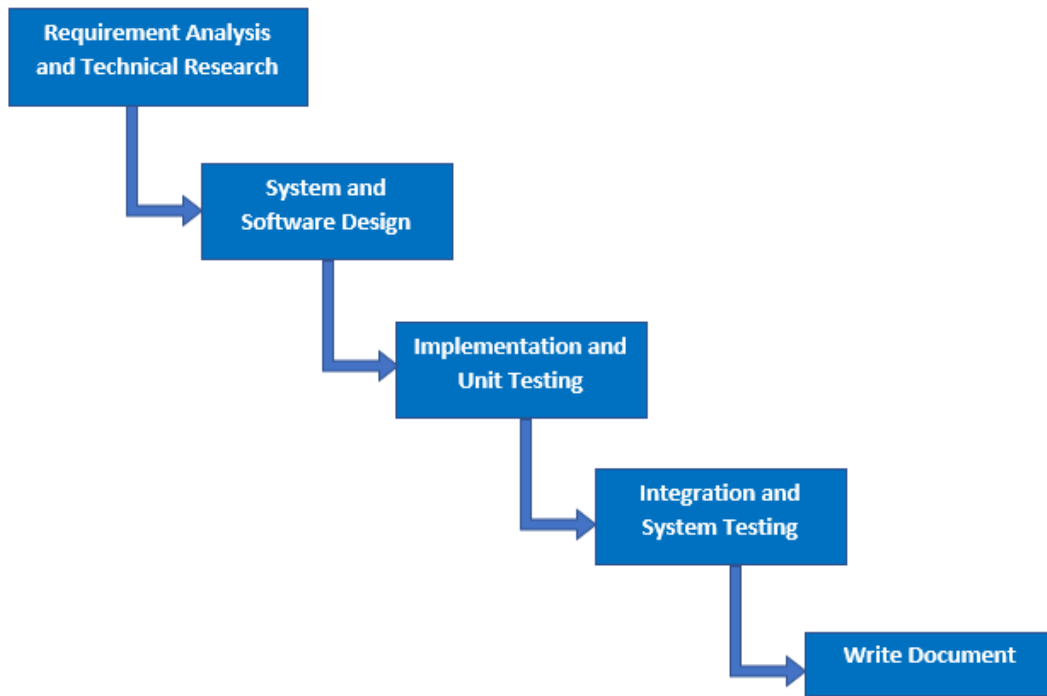 Requirement Analysis
and Technical Research
System and
Software Design
Implementation and
Unit Testing
Integration and
System Testing
Write Document